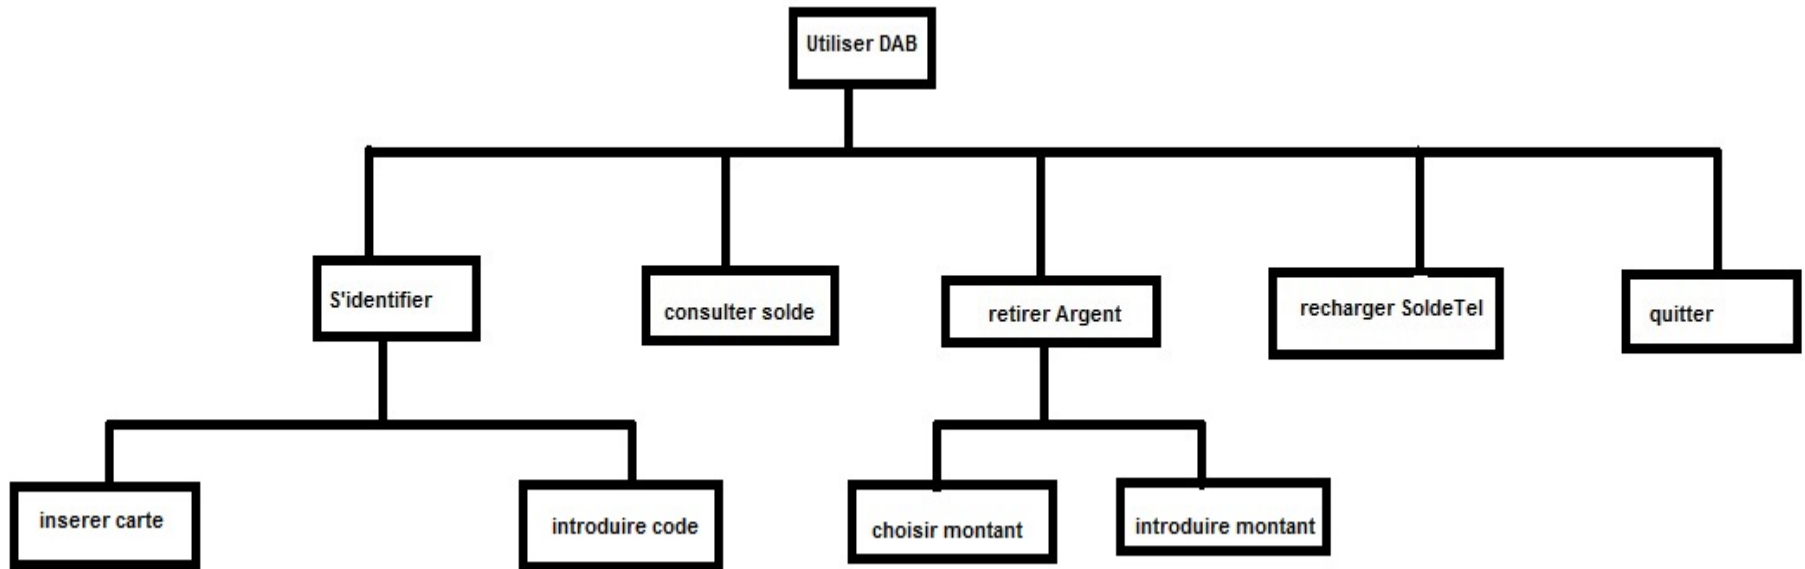 Utiliser DAB
S'identifier
consulter solde
retirer Argent
recharger SoldeTel
quitter
inserer carte
introduire code
choisir montant
introduire montant